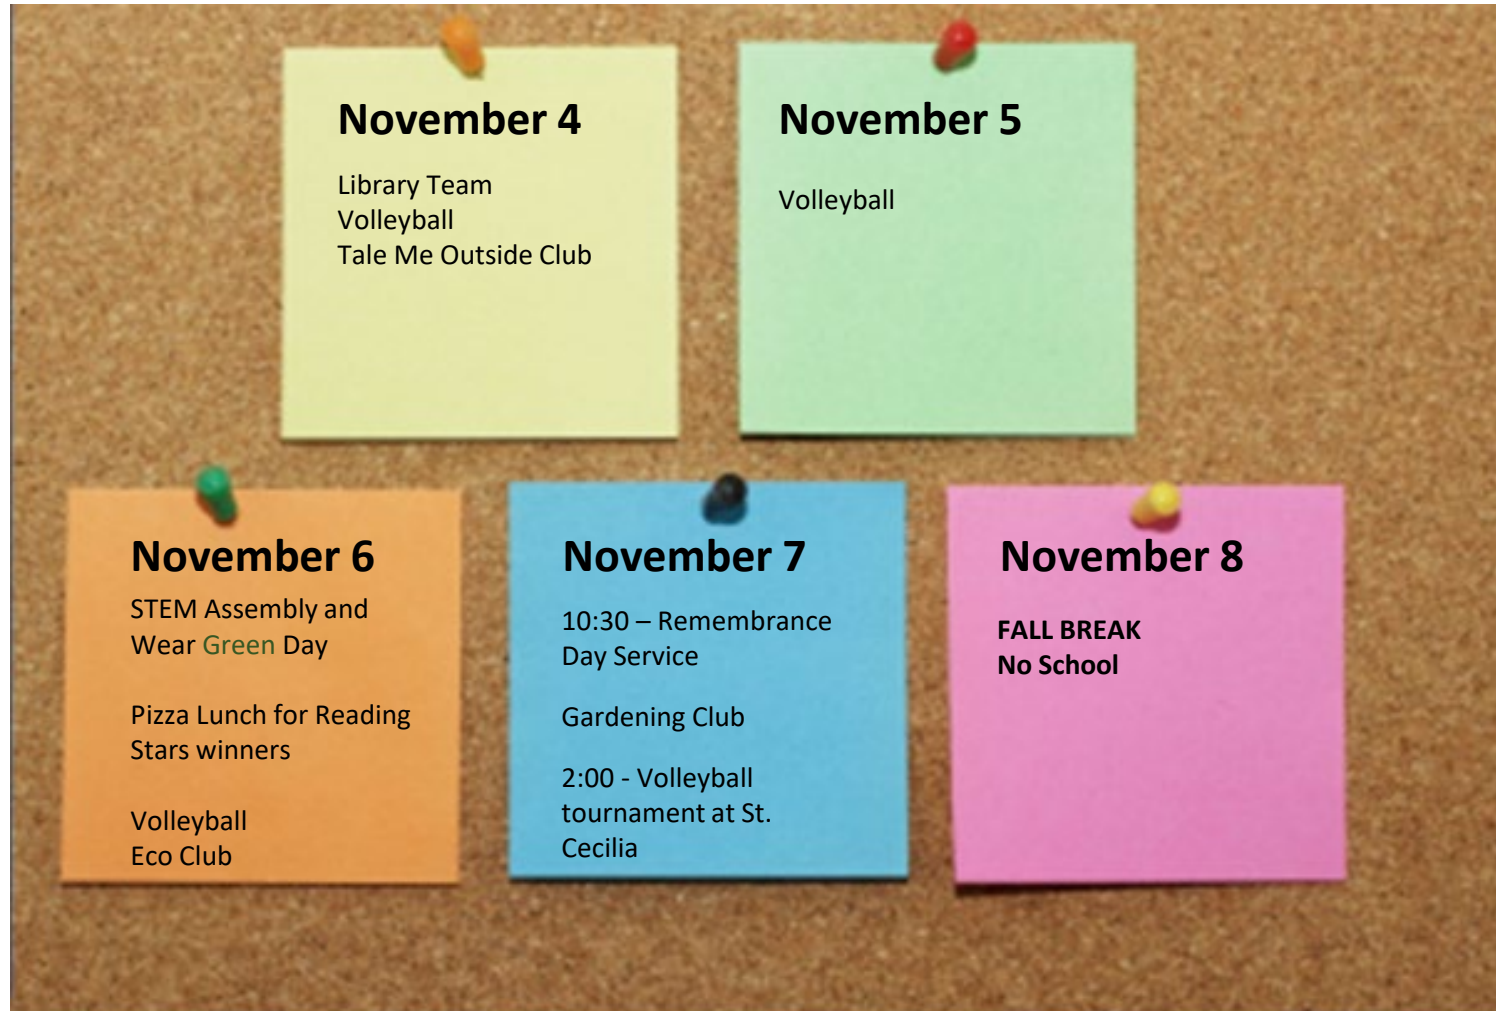 November 4
Library Team
Volleyball
Tale Me Outside Club
November 5
Volleyball
November 6
STEM Assembly and
Wear Green Day
Pizza Lunch for Reading
Stars winners
Volleyball
Eco Club
November 7
10:30 – Remembrance
Day Service
Gardening Club
2:00 - Volleyball
tournament at St.
Cecilia
November 8
FALL BREAK
No School